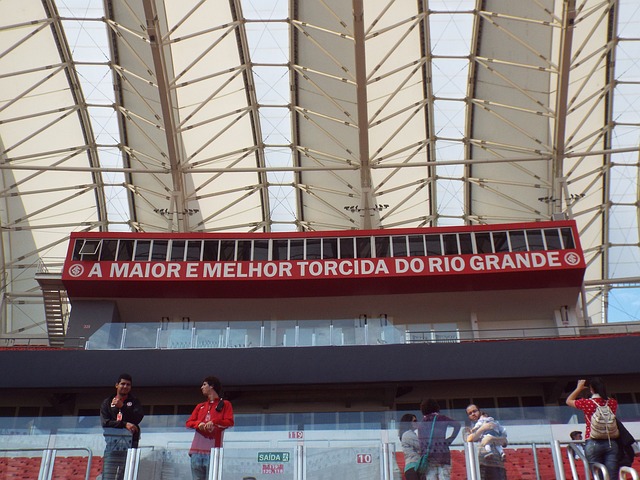 A MAIOR E MELHOR TORCIDA DO RIO GRANDE
119
SAÍDA
10